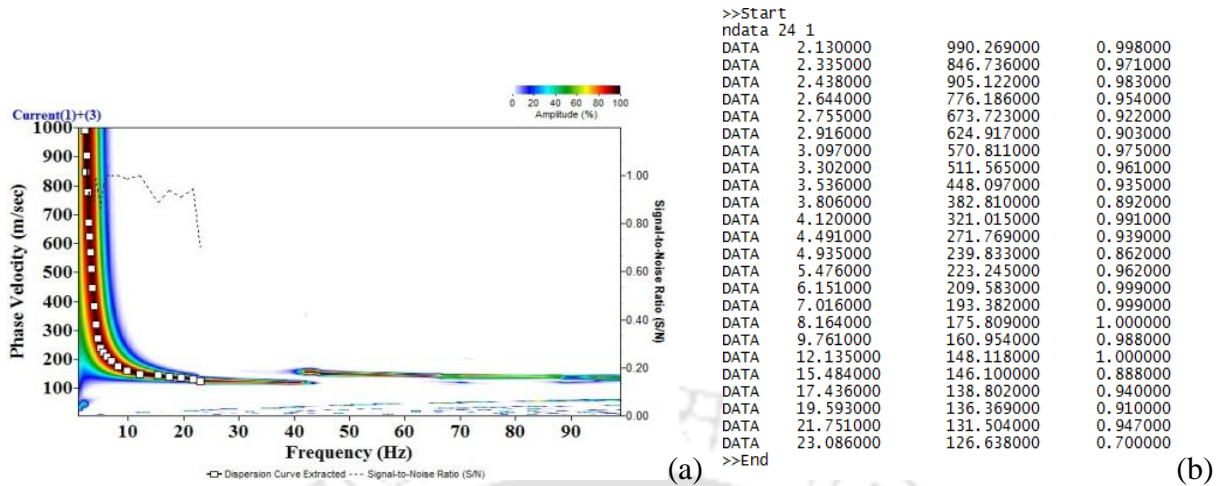 Current(1)+(3)
0 20 40 60 80 100
Amplitude (%)
1000
900
800
700
600
500
400
300
200
100
Phase Velocity (m/sec)
1.00
0.80
0.60
0.40
0.20
0.00
Signal-to-Noise Ratio (S/N)
10 20 30 40 50 60 70 80 90
Frequency (Hz)
Dispersion Curve Extracted --- Signal-to-Noise Ratio (S/N)
(a)
>>Start
ndata 24 1
DATA 2.130000 990.269000 0.998000
DATA 2.335000 846.736000 0.971000
DATA 2.438000 905.122000 0.983000
DATA 2.644000 776.186000 0.954000
DATA 2.755000 673.723000 0.922000
DATA 2.916000 624.917000 0.903000
DATA 3.097000 570.811000 0.975000
DATA 3.302000 511.565000 0.961000
DATA 3.536000 448.097000 0.935000
DATA 3.806000 382.810000 0.892000
DATA 4.120000 321.015000 0.991000
DATA 4.491000 271.769000 0.939000
DATA 4.935000 239.833000 0.862000
DATA 5.476000 223.245000 0.962000
DATA 6.151000 209.583000 0.999000
DATA 7.016000 193.382000 0.999000
DATA 8.164000 175.809000 1.000000
DATA 9.761000 160.954000 0.988000
DATA 12.135000 148.118000 1.000000
DATA 15.484000 146.100000 0.888000
DATA 17.436000 138.802000 0.940000
DATA 19.593000 136.369000 0.910000
DATA 21.751000 131.504000 0.947000
DATA 23.086000 126.638000 0.700000
>>End
(b)